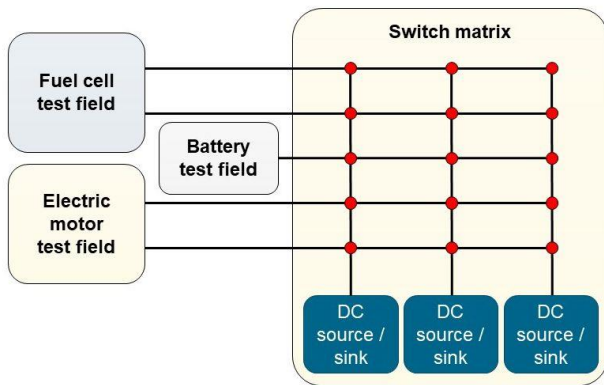 Switch matrix
Fuel cell
test field
Battery
test field
Electric
motor
test field
DC
source /
sink
DC
source /
sink
DC
source /
sink